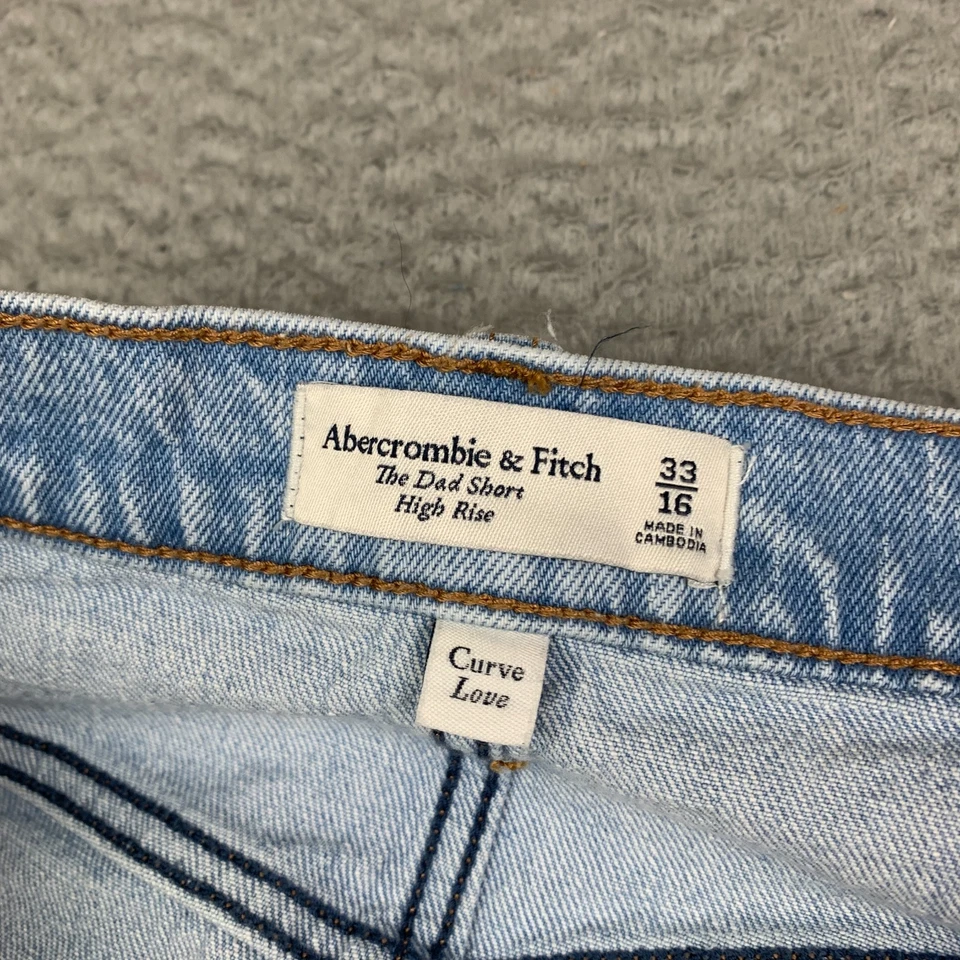 Abercrombie & Fitch
The Dad Short
High Rise
33
16
MADE IN
CAMBODIA
Curve
Love